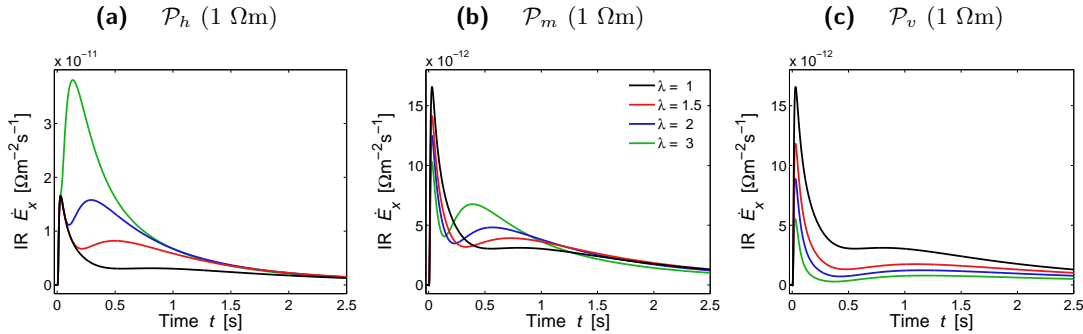 (a) 𝒫ₕ (1 Ωm)
x 10⁻¹¹
IR Ėₓ [Ωm⁻²s⁻¹]
3
2
1
0
0 0.5 1 1.5 2 2.5
Time t [s]
(b) 𝒫ₘ (1 Ωm)
x 10⁻¹²
IR Ėₓ [Ωm⁻²s⁻¹]
15
10
5
0
λ = 1
λ = 1.5
λ = 2
λ = 3
0 0.5 1 1.5 2 2.5
Time t [s]
(c) 𝒫ᵥ (1 Ωm)
x 10⁻¹²
IR Ėₓ [Ωm⁻²s⁻¹]
15
10
5
0
0 0.5 1 1.5 2 2.5
Time t [s]